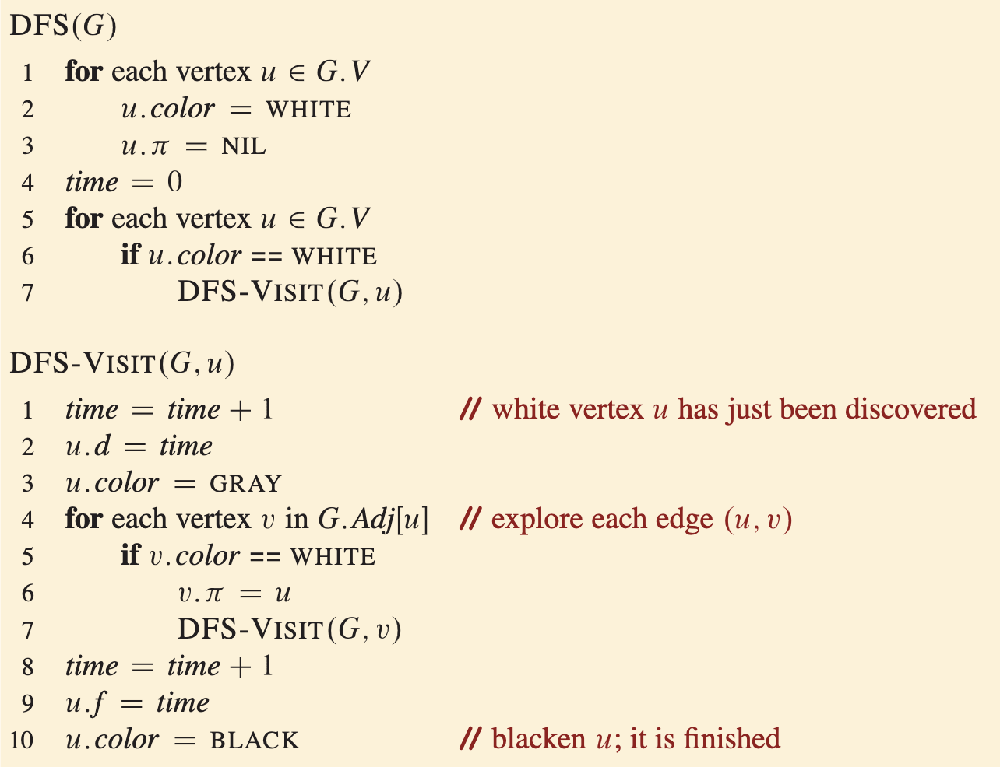 DFS(G)
1 for each vertex u ∈ G.V
2 u.color = WHITE
3 u.π = NIL
4 time = 0
5 for each vertex u ∈ G.V
6 if u.color == WHITE
7 DFS-VISIT(G, u)
DFS-VISIT(G, u)
1 time = time + 1 // white vertex u has just been discovered
2 u.d = time
3 u.color = GRAY
4 for each vertex v in G.Adj[u] // explore each edge (u, v)
5 if v.color == WHITE
6 v.π = u
7 DFS-VISIT(G, v)
8 time = time + 1
9 u.f = time
10 u.color = BLACK // blacken u; it is finished